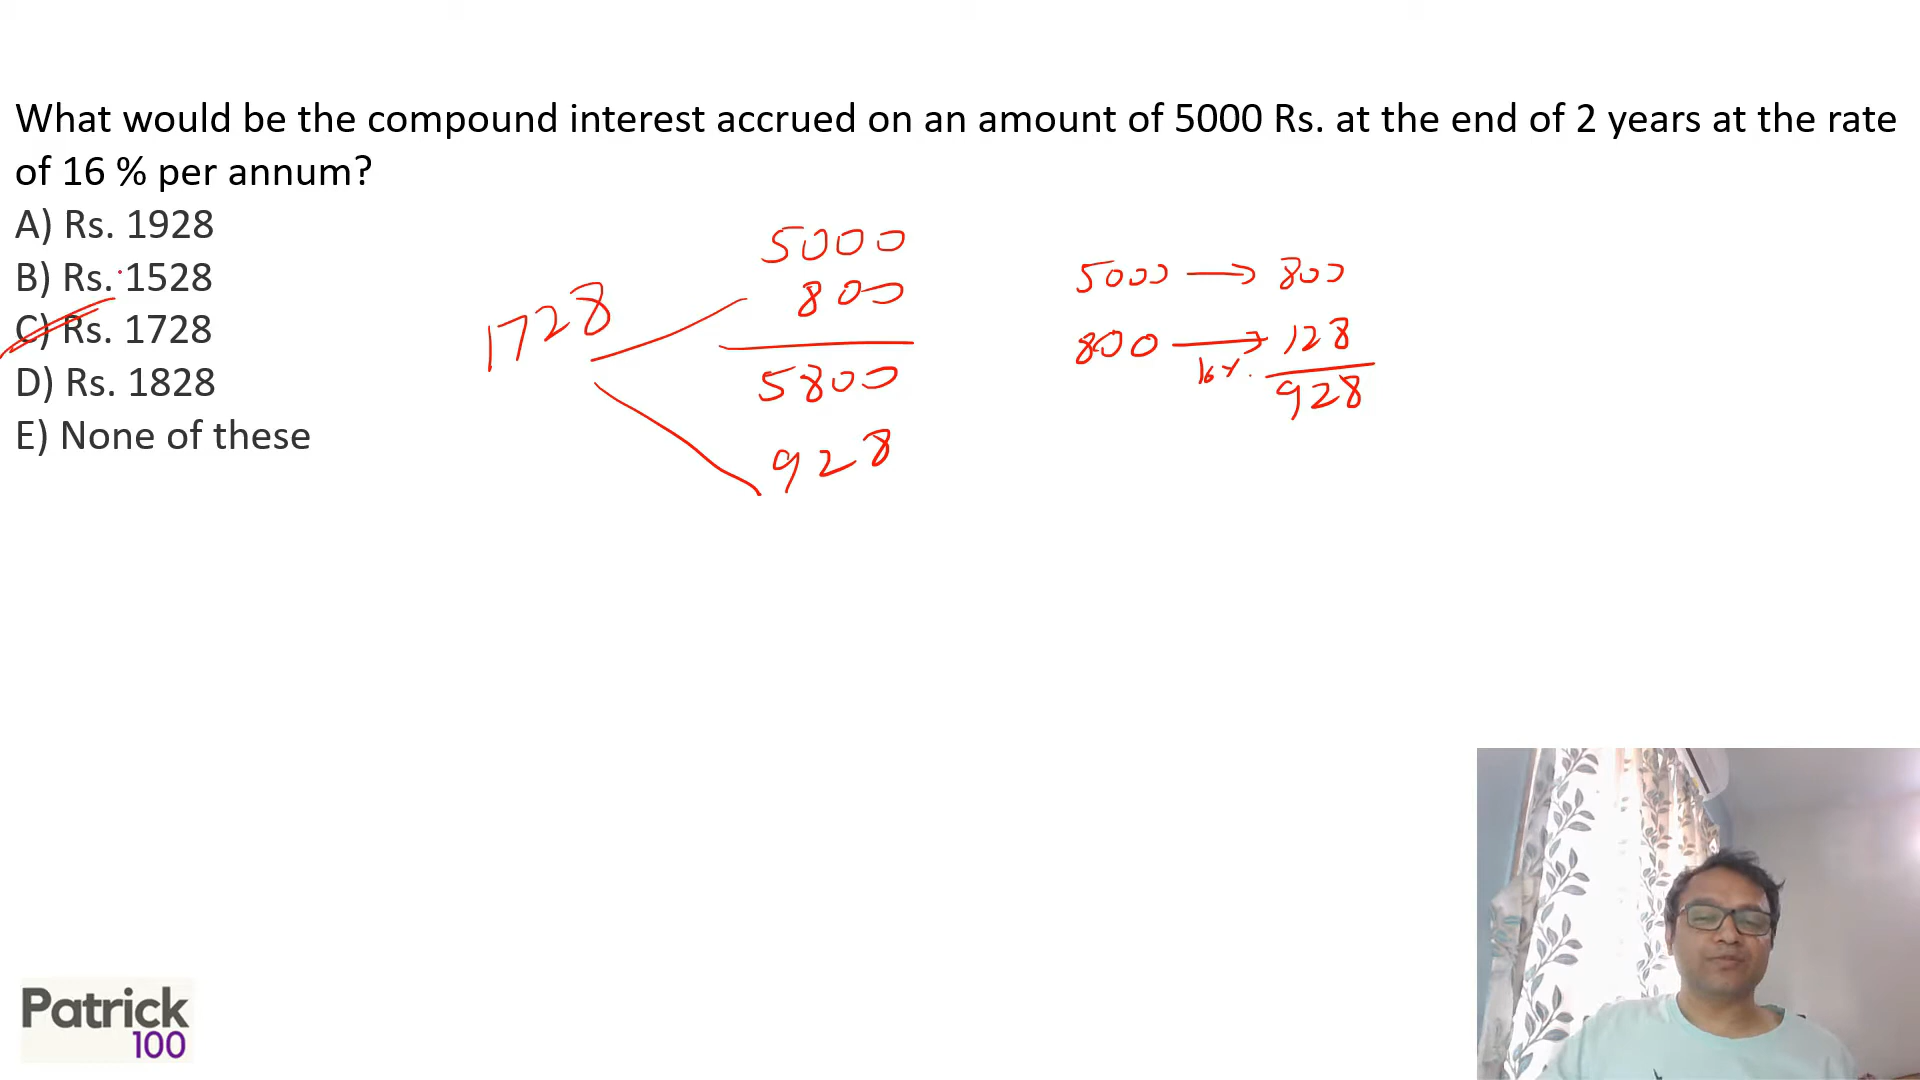 What would be the compound interest accrued on an amount of 5000 Rs. at the end of 2 years at the rate
of 16 % per annum?
A) Rs. 1928
B) Rs. 1528
C) Rs. 1728
D) Rs. 1828
E) None of these
1728
5000
800
5800
928
5000 → 800
800 → 128
16%.
928
Patrick
100